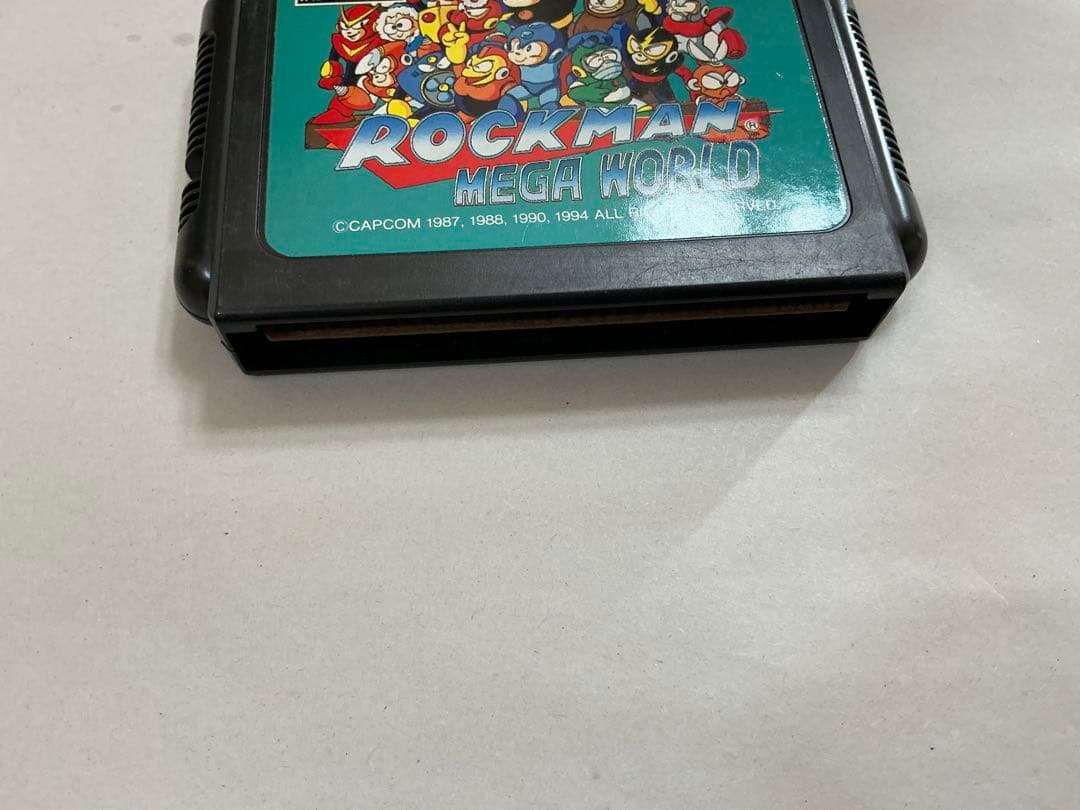 ROCKMAN ®
MEGA WORLD
©CAPCOM 1987, 1988, 1990, 1994 ALL